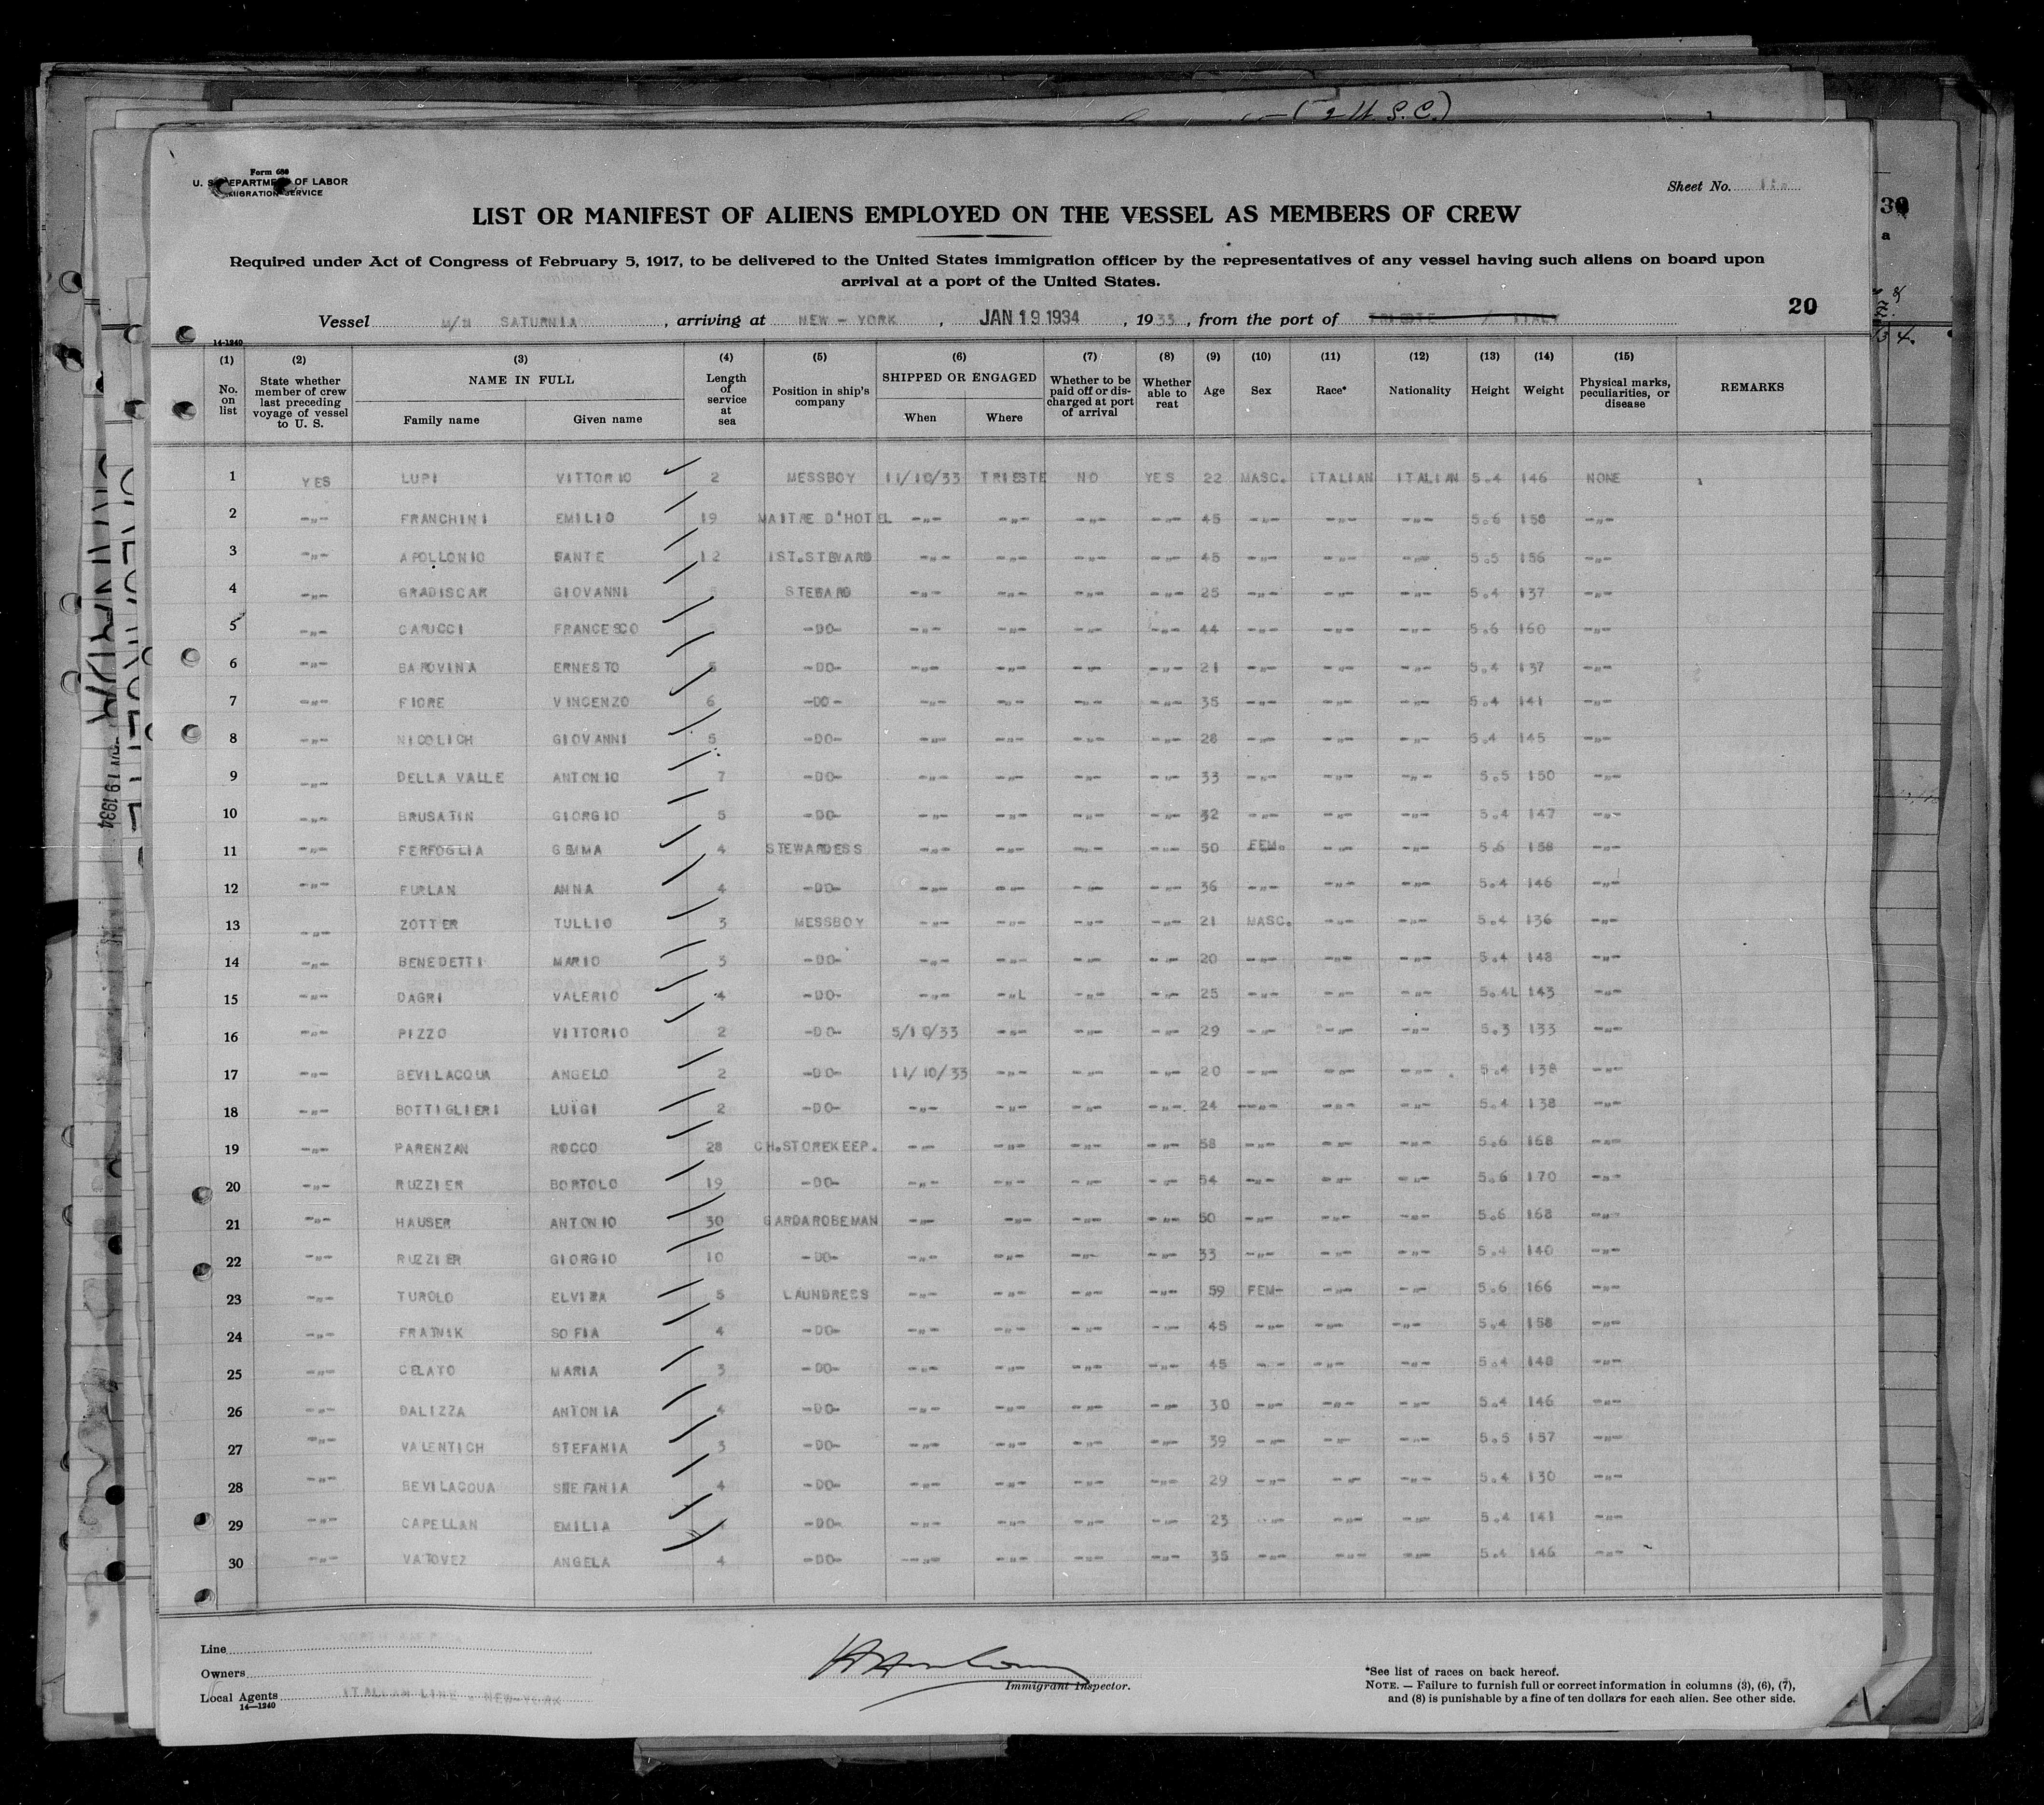 ( 2 U. S. C.)
Form 680
U. S. DEPARTMENT OF LABOR
IMMIGRATION SERVICE
Sheet No.
LIST OR MANIFEST OF ALIENS EMPLOYED ON THE VESSEL AS MEMBERS OF CREW
Required under Act of Congress of February 5, 1917, to be delivered to the United States immigration officer by the representatives of any vessel having such aliens on board upon
arrival at a port of the United States.
20
Vessel M/N SATURNIA, arriving at NEW - YORK, JAN 19 1934, 1933, from the port of TRIESTE / ITALY
14-1240
(1) (2) (3) (4) (5) (6) (7) (8) (9) (10) (11) (12) (13) (14) (15)
No. on list State whether member of crew last preceding voyage of vessel to U. S. NAME IN FULL Length of service at sea Position in ship's company SHIPPED OR ENGAGED Whether to be paid off or discharged at port of arrival Whether able to reat Age Sex Race* Nationality Height Weight Physical marks, peculiarities, or disease REMARKS
Family name Given name When Where
1 YES LUPI VITTORIO 2 MESSBOY 11/10/33 TRIESTE NO YES 22 MASC. ITALIAN ITALIAN 5.4 146 NONE
2 -"- FRANCHINI EMILIO 19 MAITRE D'HOTEL -"- -"- -"- -"- 45 -"- -"- -"- 5.6 158 -"-
3 -"- APOLLONIO SANTE 12 IST.STEVARD -"- -"- -"- -"- 45 -"- -"- -"- 5.5 156 -"-
4 -"- GRADISCAR GIOVANNI STEWARD -"- -"- -"- -"- 25 -"- -"- -"- 5.4 137 -"-
5 -"- CARUCCI FRANCESCO -DO- -"- -"- -"- -"- 44 -"- -"- -"- 5.6 160 -"-
6 -"- BAROVINA ERNESTO 5 -DO- -"- -"- -"- -"- 21 -"- -"- -"- 5.4 137 -"-
7 -"- FIORE VINCENZO 6 -DO- -"- -"- -"- -"- 35 -"- -"- -"- 5.4 141 -"-
8 -"- NICOLICH GIOVANNI 5 -DO- -"- -"- -"- -"- 28 -"- -"- -"- 5.4 145 -"-
9 -"- DELLA VALLE ANTONIO 7 -DO- -"- -"- -"- -"- 33 -"- -"- -"- 5.5 150 -"-
10 -"- BRUSATIN GIORGIO 5 -DO- -"- -"- -"- -"- 32 -"- -"- -"- 5.4 147 -"-
11 -"- FERFOGLIA GEMMA 4 STEWARDESS -"- -"- -"- -"- 50 FEM. -"- -"- 5.6 158 -"-
12 -"- FURLAN ANNA 4 -DO- -"- -"- -"- -"- 36 -"- -"- -"- 5.4 146 -"-
13 -"- ZOTTER TULLIO 3 MESSBOY -"- -"- -"- -"- 21 MASC. -"- -"- 5.4 136 -"-
14 -"- BENEDETTI MARIO 3 -DO- -"- -"- -"- -"- 20 -"- -"- -"- 5.4 148 -"-
15 -"- DAGRI VALERIO 4 -DO- -"- -"L -"- -"- 25 -"- -"- -"- 5.4L 143 -"-
16 -"- PIZZO VITTORIO 2 -DO- 5/10/33 -"- -"- -"- 29 -"- -"- -"- 5.3 133 -"-
17 -"- BEVILACQUA ANGELO 2 -DO- 11/10/33 -"- -"- -"- 20 -"- -"- -"- 5.4 138 -"-
18 -"- BOTTIGLIERI LUIGI 2 -DO- -"- -"- -"- -"- 24 -"- -"- -"- 5.4 138 -"-
19 -"- PARENZAN ROCCO 28 CH.STOREKEEP. -"- -"- -"- -"- 58 -"- -"- -"- 5.6 168 -"-
20 -"- RUZZIER BORTOLO 19 -DO- -"- -"- -"- -"- 54 -"- -"- -"- 5.6 170 -"-
21 -"- HAUSER ANTONIO 30 GARDAROBEMAN -"- -"- -"- -"- 50 -"- -"- -"- 5.6 168 -"-
22 -"- RUZZIER GIORGIO 10 -DO- -"- -"- -"- -"- 33 -"- -"- -"- 5.4 140 -"-
23 -"- TUROLO ELVIRA 5 LAUNDRESS -"- -"- -"- -"- 59 FEM- -"- -"- 5.6 166 -"-
24 -"- FRATNIK SOFIA 4 -DO- -"- -"- -"- -"- 45 -"- -"- -"- 5.4 158 -"-
25 -"- CELATO MARIA 3 -DO- -"- -"- -"- -"- 45 -"- -"- -"- 5.4 148 -"-
26 -"- DALIZZA ANTONIA 4 -DO- -"- -"- -"- -"- 30 -"- -"- -"- 5.4 146 -"-
27 -"- VALENTICH STEFANIA 3 -DO- -"- -"- -"- -"- 39 -"- -"- -"- 5.5 157 -"-
28 -"- BEVILACQUA STEFANIA 4 -DO- -"- -"- -"- -"- 29 -"- -"- -"- 5.4 130 -"-
29 -"- CAPELLAN EMILIA -DO- -"- -"- -"- -"- 23 -"- -"- -"- 5.4 141 -"-
30 -"- VATOVEZ ANGELA 4 -DO- -"- -"- -"- -"- 35 -"- -"- -"- 5.4 146 -"-
Line
Owners
Local Agents ITALIAN LINE - NEW-YORK
14—1240
Immigrant Inspector.
*See list of races on back hereof.
NOTE. — Failure to furnish full or correct information in columns (3), (6), (7),
and (8) is punishable by a fine of ten dollars for each alien. See other side.